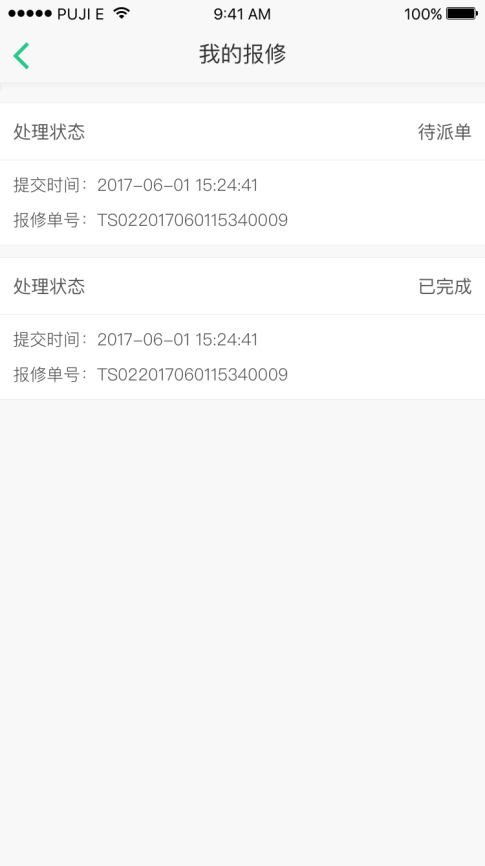 PUJI E 9:41 AM 100%
我的报修
处理状态 待派单
提交时间：2017-06-01 15:24:41
报修单号：TS022017060115340009
处理状态 已完成
提交时间：2017-06-01 15:24:41
报修单号：TS022017060115340009